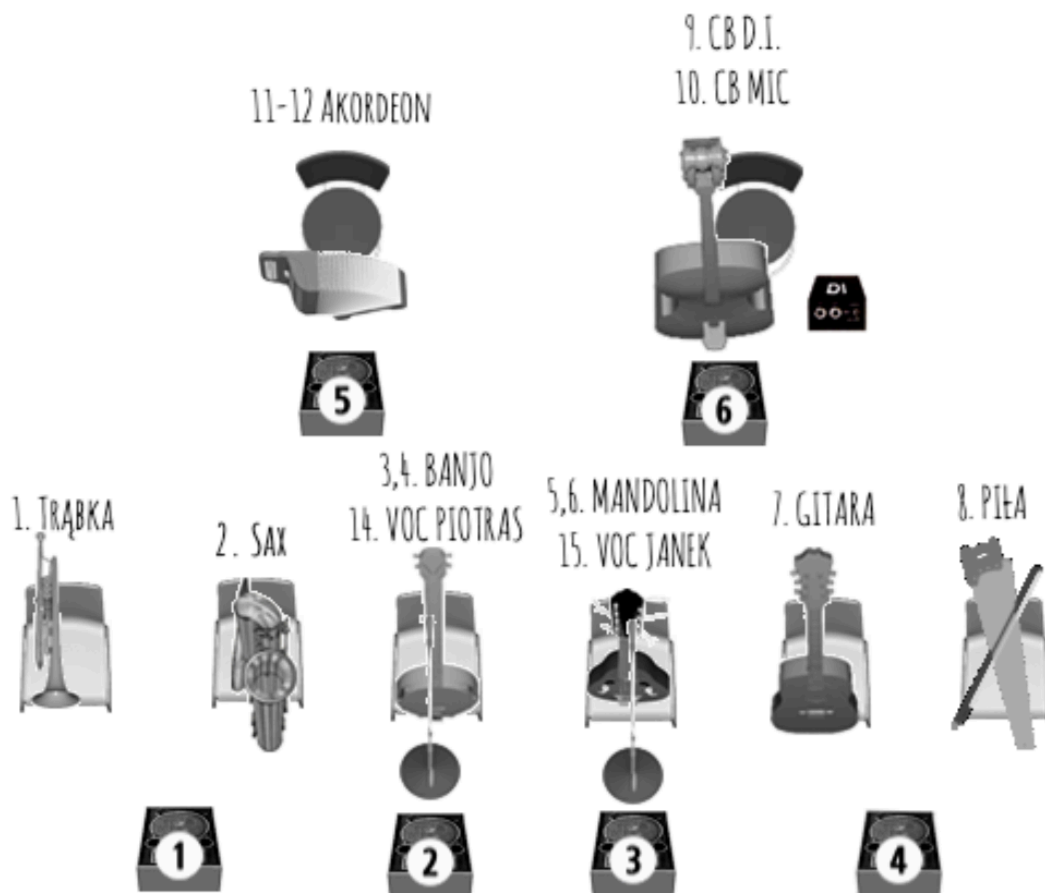 9. CB D.I.
10. CB MIC
11-12 AKORDEON
DI
5
6
3,4. BANJO
14. VOC PIOTRAS
5,6. MANDOLINA
15. VOC JANEK
1. TRĄBKA
2. SAX
7. GITARA
8. PIŁA
1
2
3
4